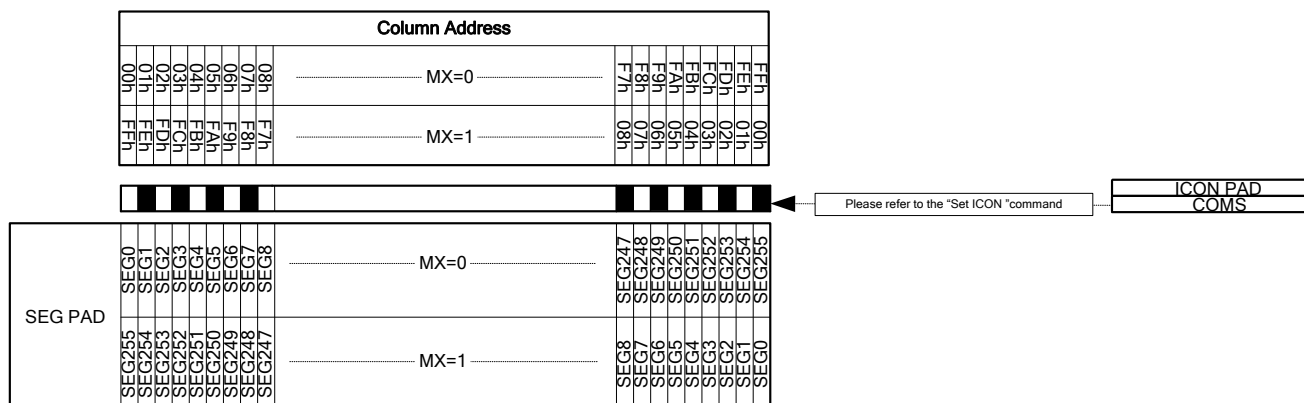 Column Address
00h 01h 02h 03h 04h 05h 06h 07h 08h MX=0 F7h F8h F9h FAh FBh FCh FDh FEh FFh
FFh FEh FDh FCh FBh FAh F9h F8h F7h MX=1 08h 07h 06h 05h 04h 03h 02h 01h 00h
Please refer to the “Set ICON ”command
ICON PAD
COMS
SEG PAD
SEG0 SEG1 SEG2 SEG3 SEG4 SEG5 SEG6 SEG7 SEG8 MX=0 SEG247 SEG248 SEG249 SEG250 SEG251 SEG252 SEG253 SEG254 SEG255
SEG255 SEG254 SEG253 SEG252 SEG251 SEG250 SEG249 SEG248 SEG247 MX=1 SEG8 SEG7 SEG6 SEG5 SEG4 SEG3 SEG2 SEG1 SEG0